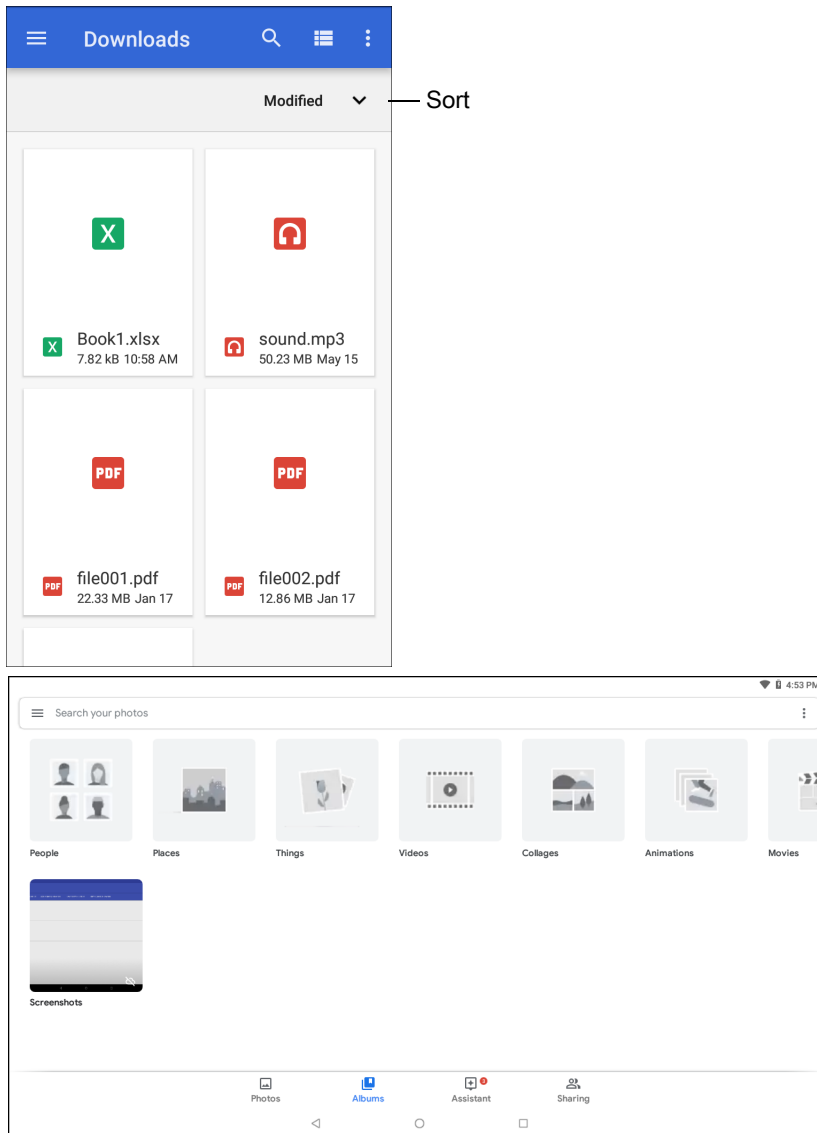 Downloads
Modified
Sort
X
Book1.xlsx
7.82 kB 10:58 AM
X
sound.mp3
50.23 MB May 15
PDF
PDF
PDF
file001.pdf
22.33 MB Jan 17
PDF
file002.pdf
12.86 MB Jan 17
4:53 PM
Search your photos
People
Places
Things
Videos
Collages
Animations
Movies
Screenshots
Photos
Albums
Assistant
Sharing